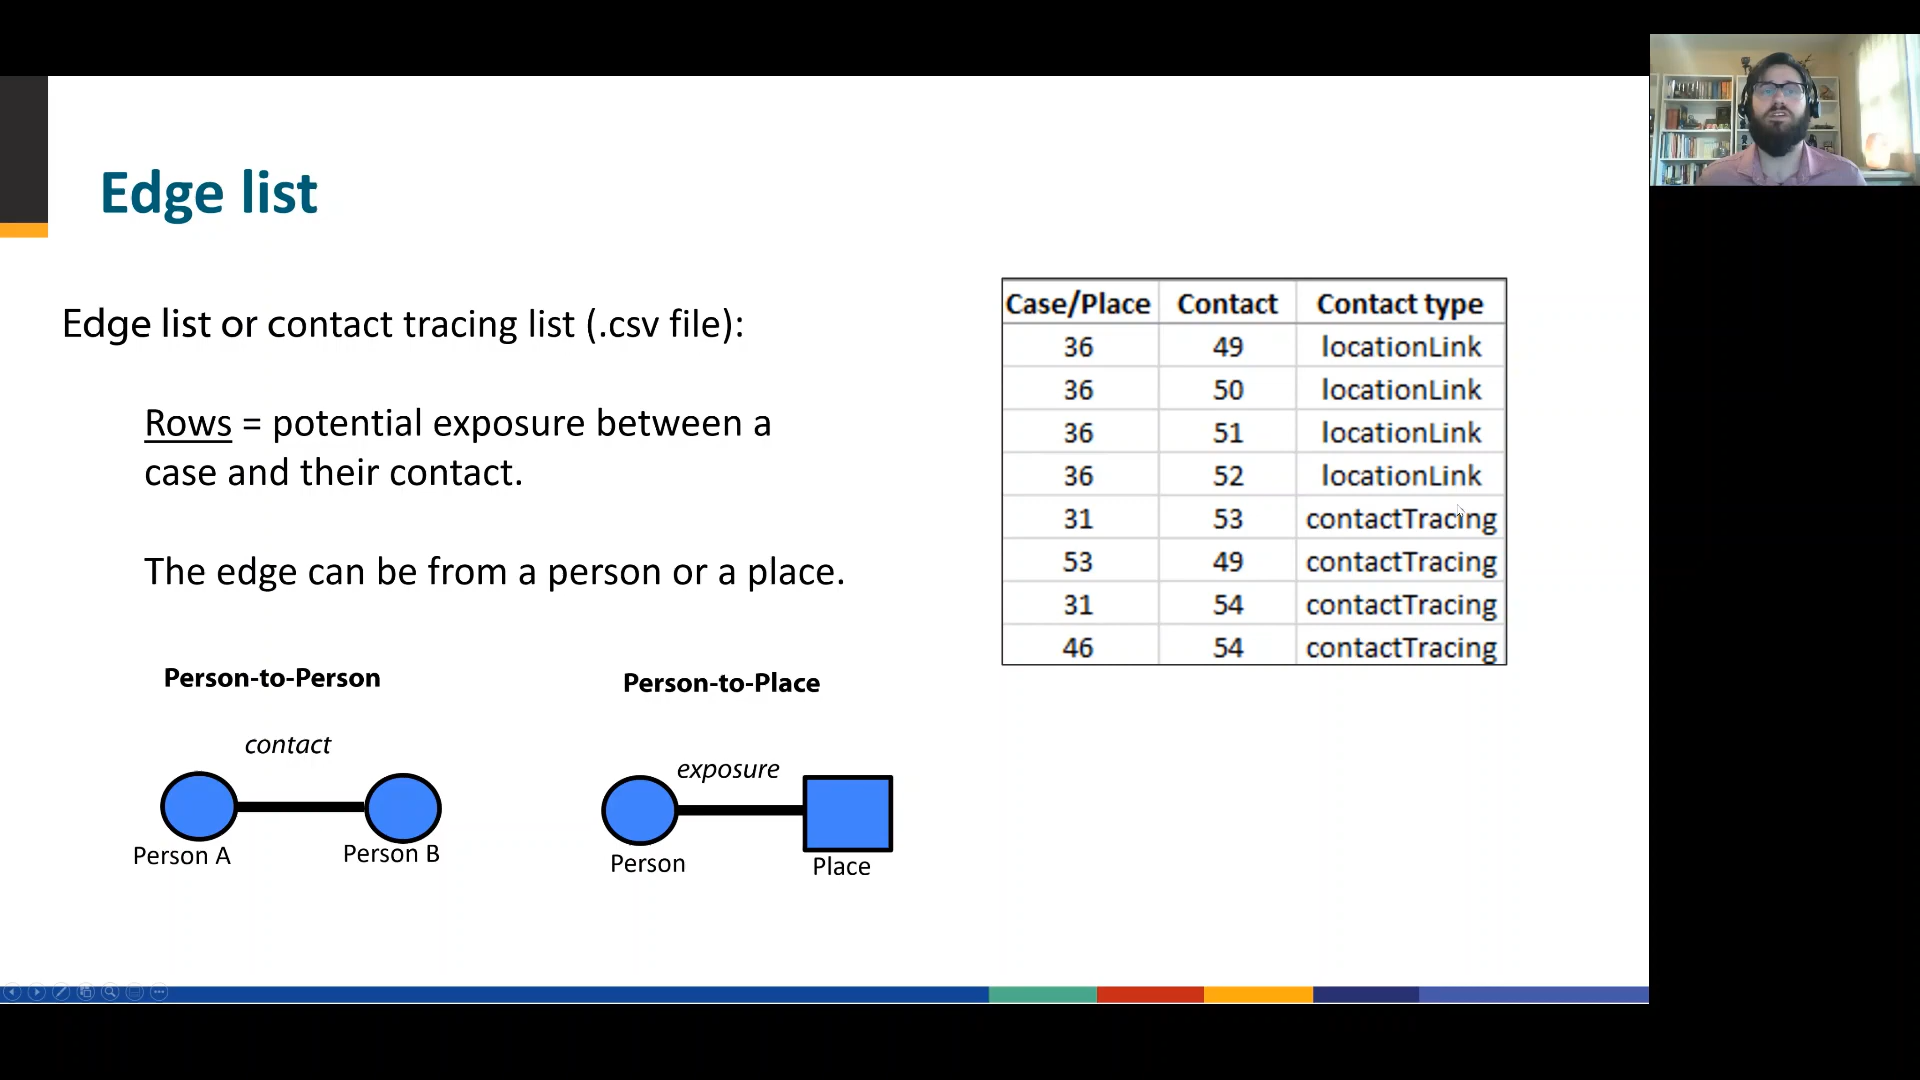 Edge list
Edge list or contact tracing list (.csv file):
Rows = potential exposure between a
case and their contact.
The edge can be from a person or a place.
Person-to-Person
contact
Person A
Person B
Person-to-Place
exposure
Person
Place
Case/Place Contact Contact type
36 49 locationLink
36 50 locationLink
36 51 locationLink
36 52 locationLink
31 53 contactTracing
53 49 contactTracing
31 54 contactTracing
46 54 contactTracing